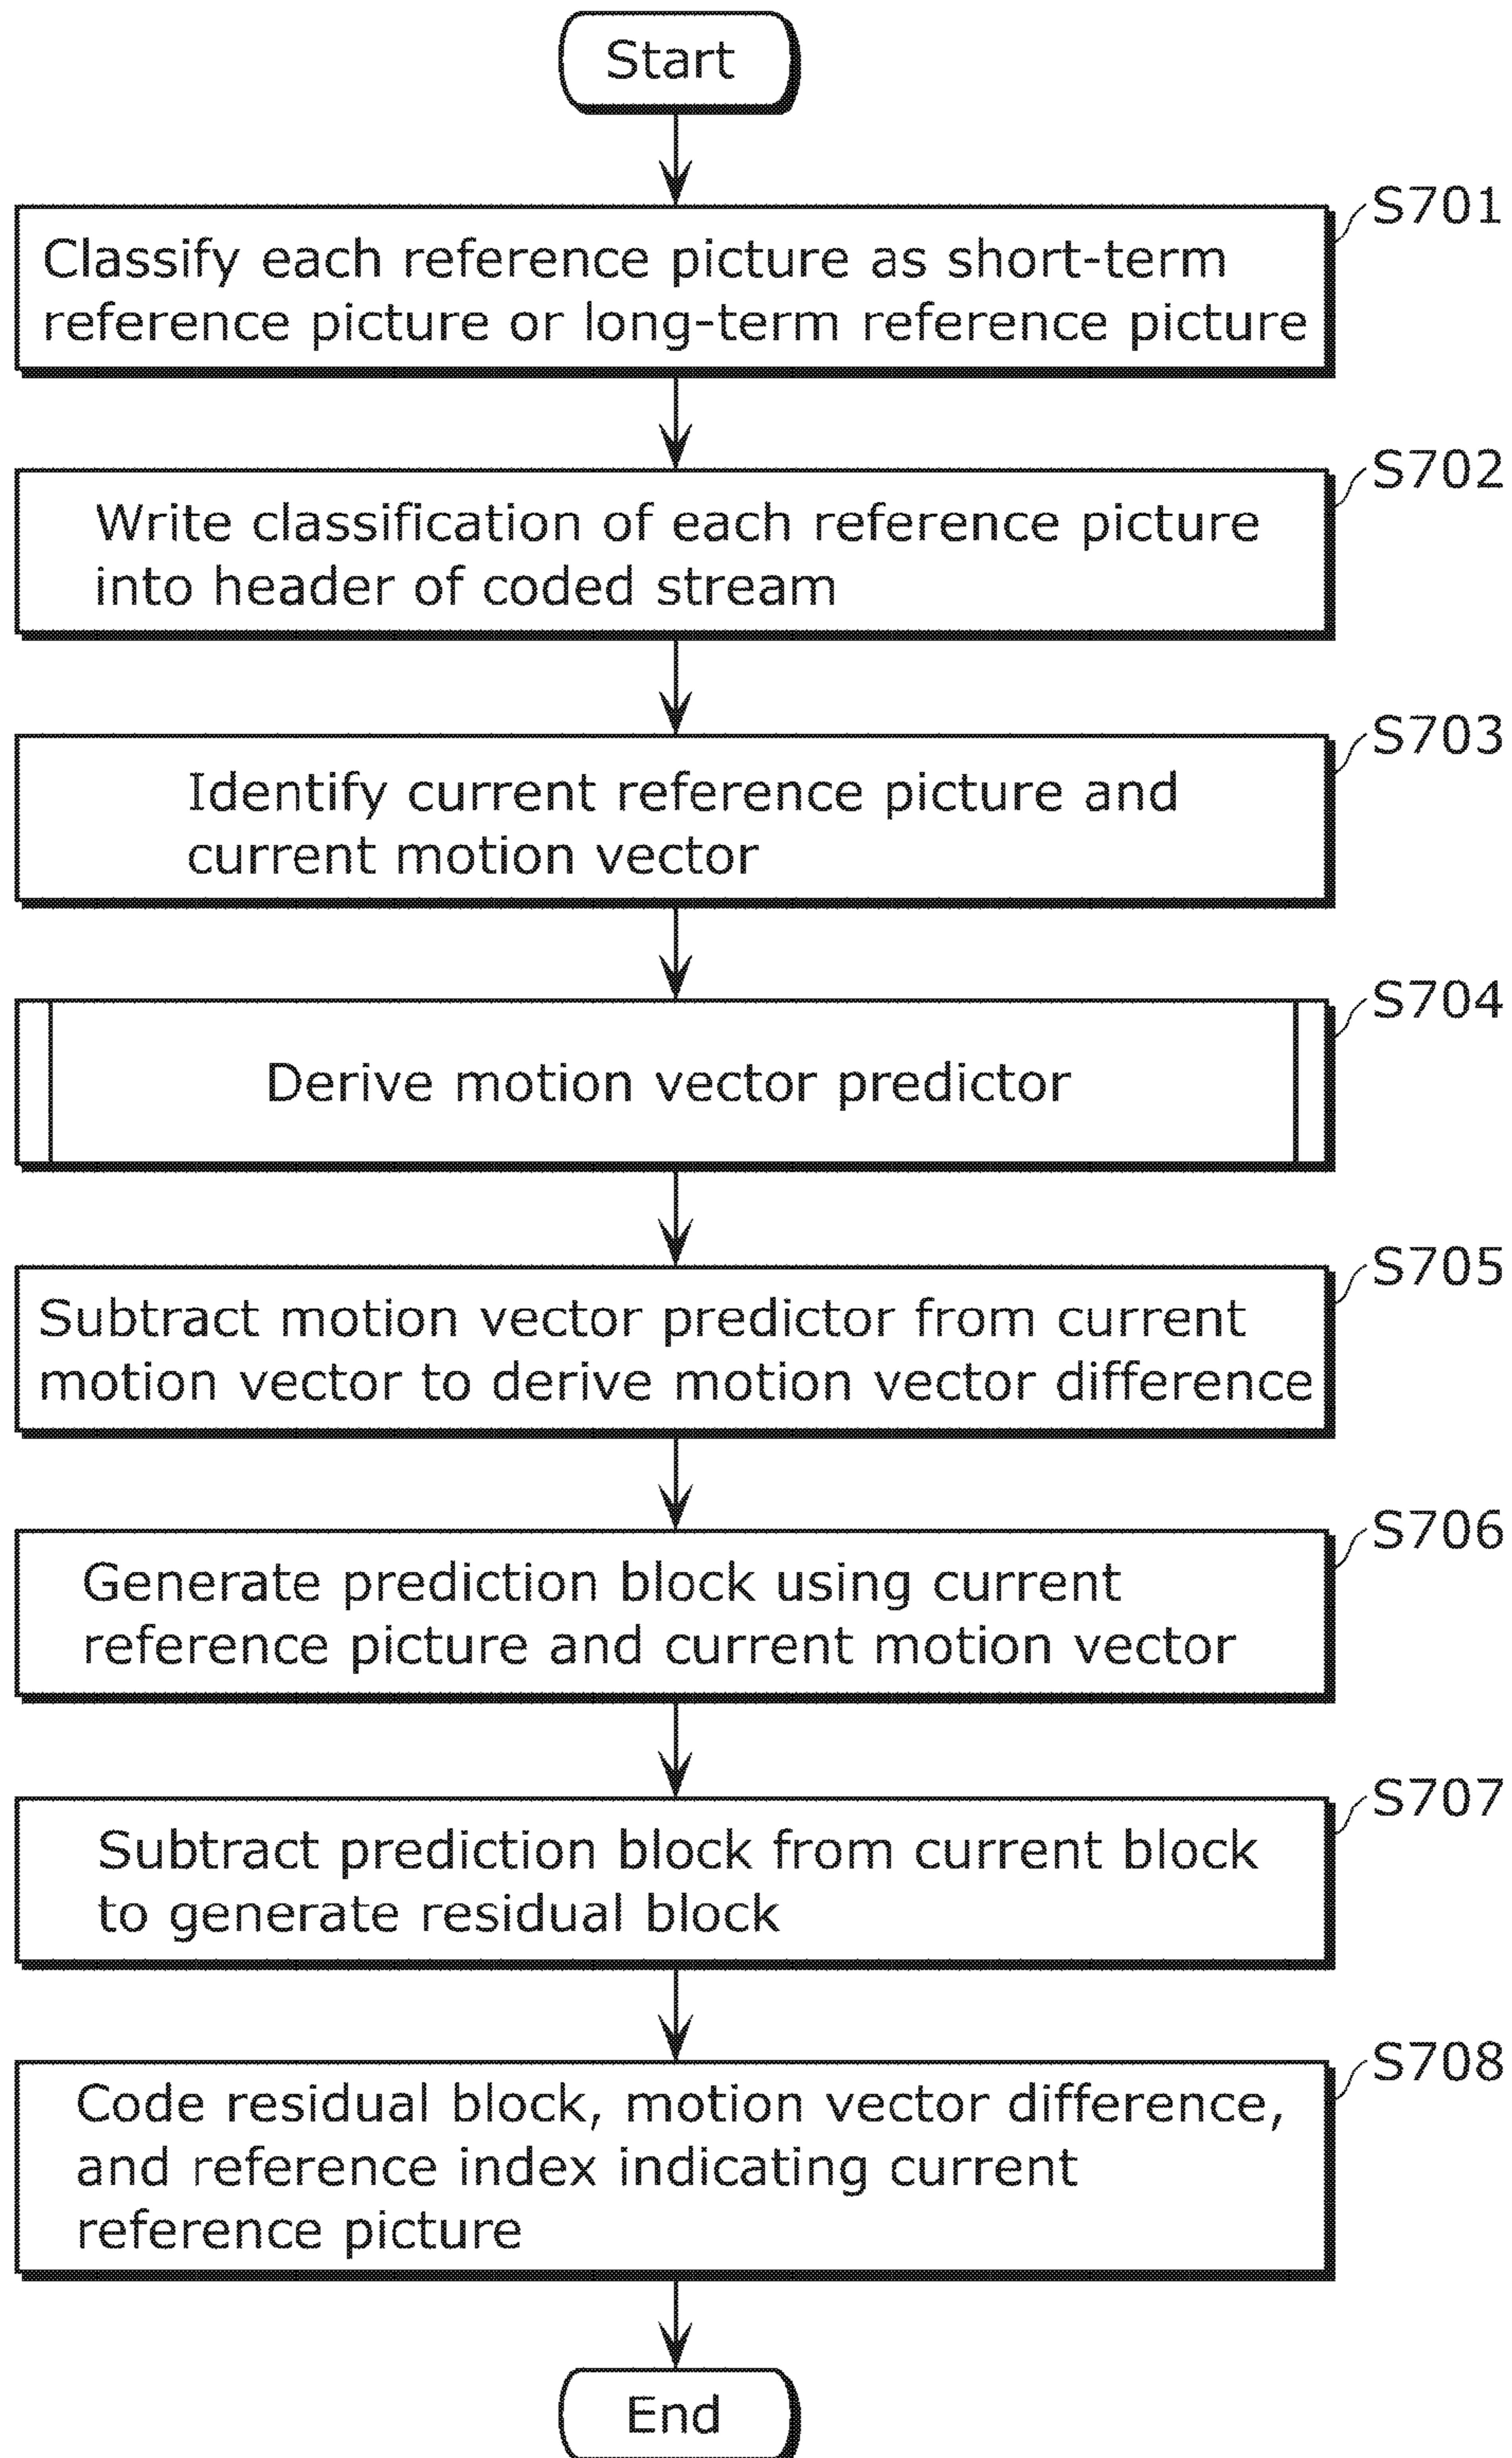 Start
S701
Classify each reference picture as short-term
reference picture or long-term reference picture
S702
Write classification of each reference picture
into header of coded stream
S703
Identify current reference picture and
current motion vector
S704
Derive motion vector predictor
S705
Subtract motion vector predictor from current
motion vector to derive motion vector difference
S706
Generate prediction block using current
reference picture and current motion vector
S707
Subtract prediction block from current block
to generate residual block
S708
Code residual block, motion vector difference,
and reference index indicating current
reference picture
End